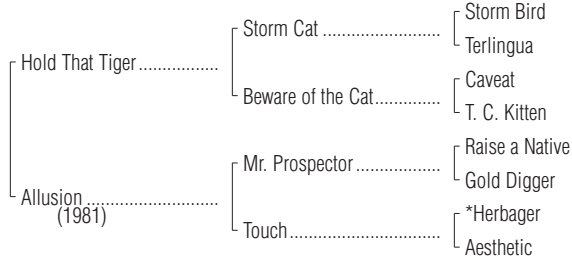 Storm Bird
Storm Cat ........................
Terlingua
Hold That Tiger................
Caveat
Beware of the Cat.............
T. C. Kitten
Raise a Native
Mr. Prospector .................
Gold Digger
Allusion ..........................
(1981)
*Herbager
Touch...............................
Aesthetic